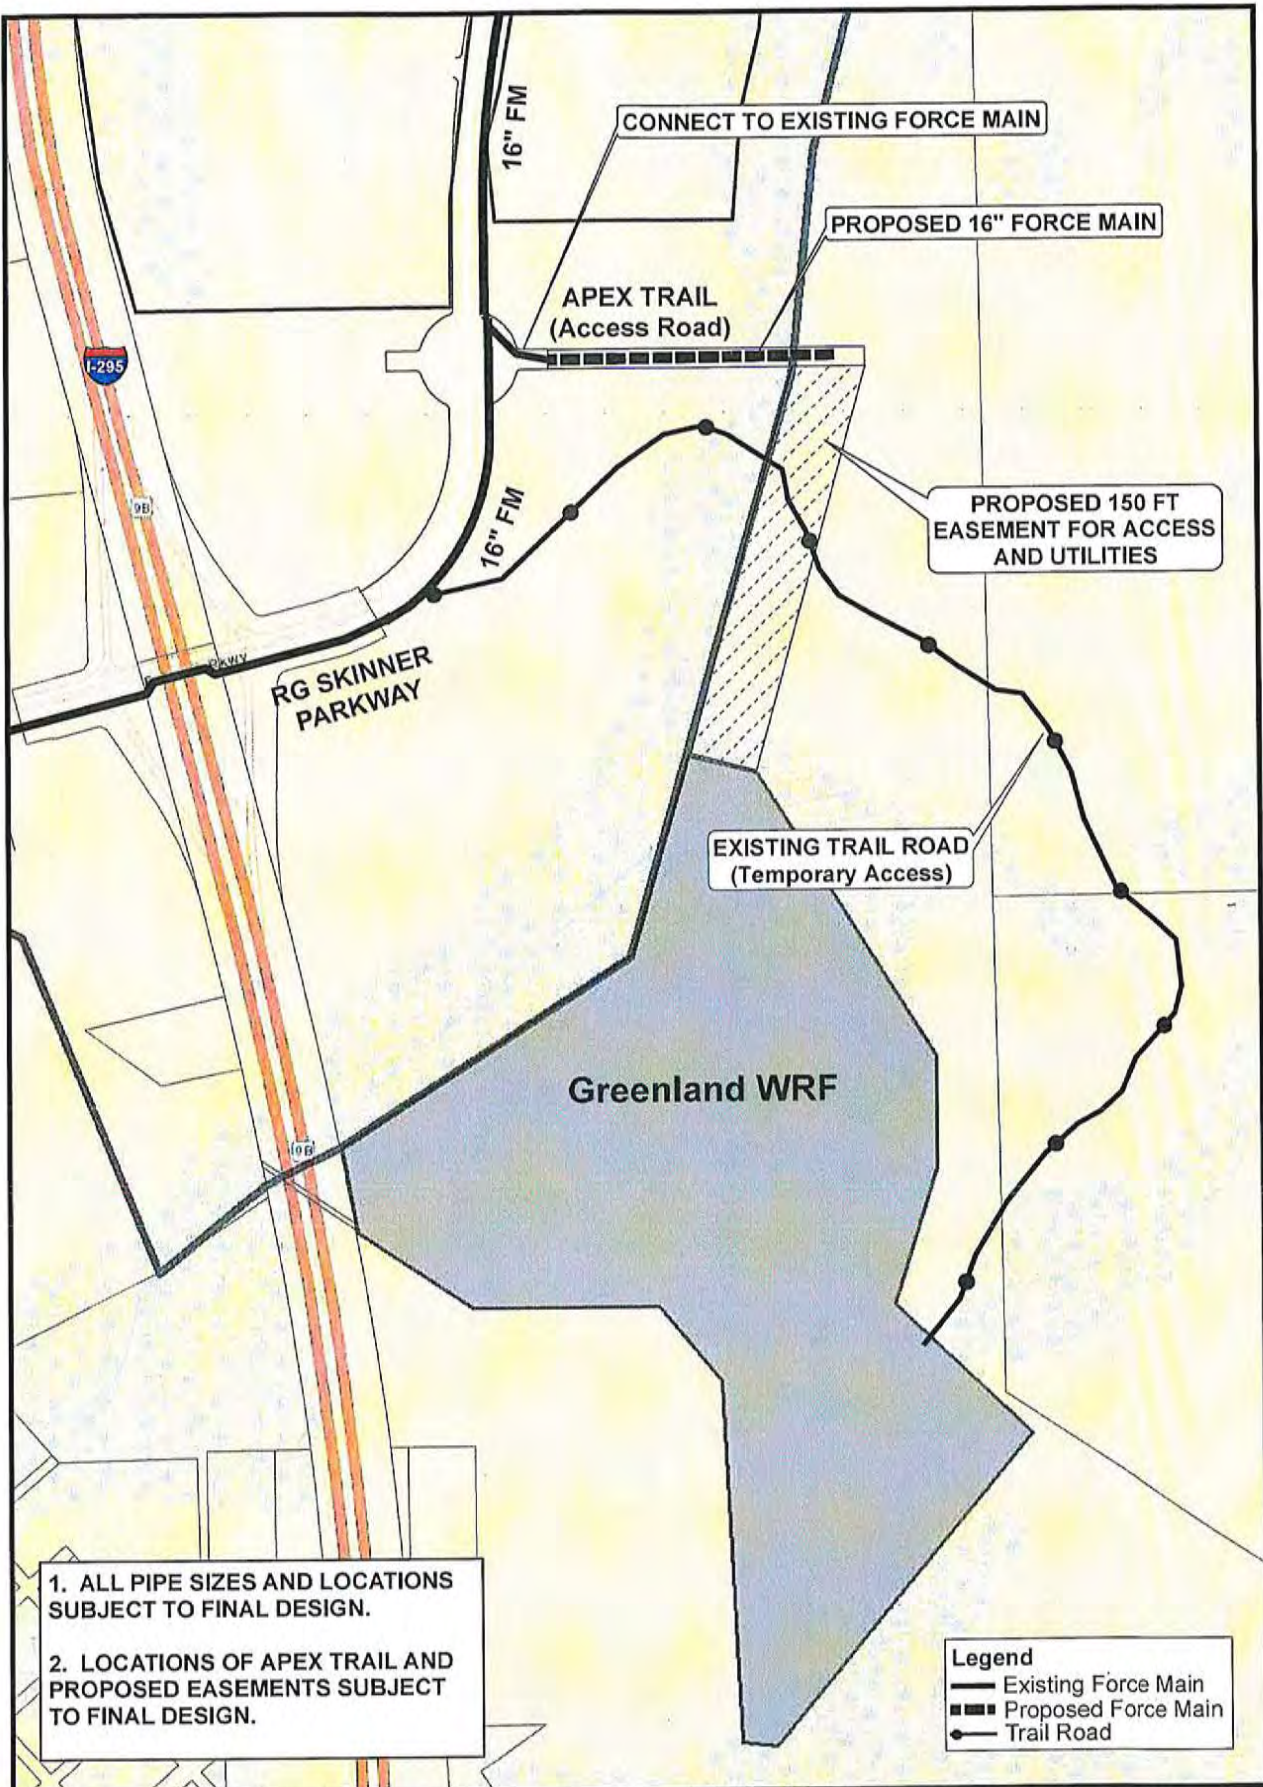 16" FM
CONNECT TO EXISTING FORCE MAIN
PROPOSED 16" FORCE MAIN
APEX TRAIL
(Access Road)
I-295
9B
16" FM
PROPOSED 150 FT
EASEMENT FOR ACCESS
AND UTILITIES
PKWY
RG SKINNER
PARKWAY
EXISTING TRAIL ROAD
(Temporary Access)
Greenland WRF
9B
1. ALL PIPE SIZES AND LOCATIONS
SUBJECT TO FINAL DESIGN.
2. LOCATIONS OF APEX TRAIL AND
PROPOSED EASEMENTS SUBJECT
TO FINAL DESIGN.
Legend
Existing Force Main
Proposed Force Main
Trail Road